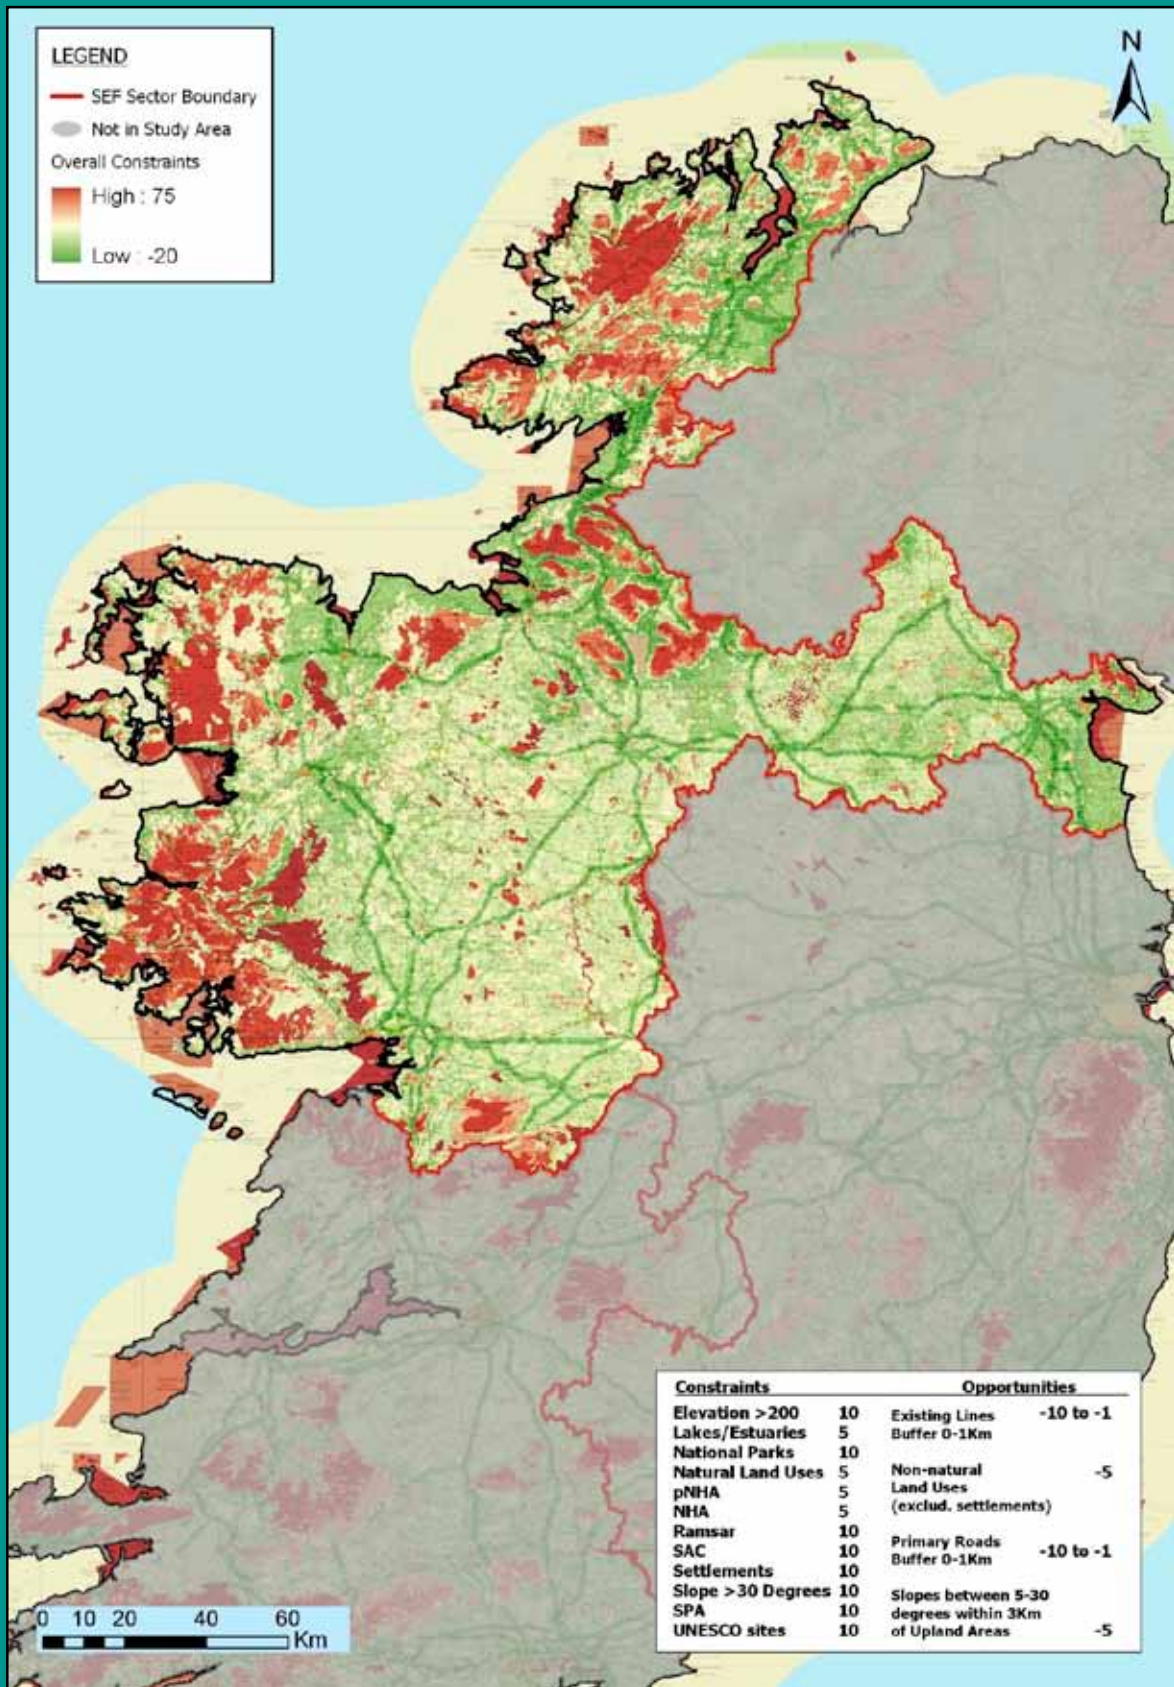 LEGEND
SEF Sector Boundary
Not in Study Area
Overall Constraints
High : 75
Low : -20
N
Constraints Opportunities
Elevation >200 10 Existing Lines -10 to -1
Lakes/Estuaries 5 Buffer 0-1Km
National Parks 10
Natural Land Uses 5 Non-natural -5
pNHA 5 Land Uses
NHA 5 (exclud. settlements)
Ramsar 10
SAC 10 Primary Roads -10 to -1
Settlements 10 Buffer 0-1Km
Slope >30 Degrees 10 Slopes between 5-30
SPA 10 degrees within 3Km
UNESCO sites 10 of Upland Areas -5
0 10 20 40 60
Km